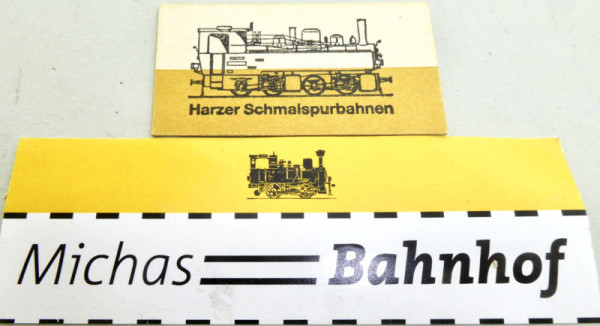 Harzer Schmalspurbahnen
Michas Bahnhof